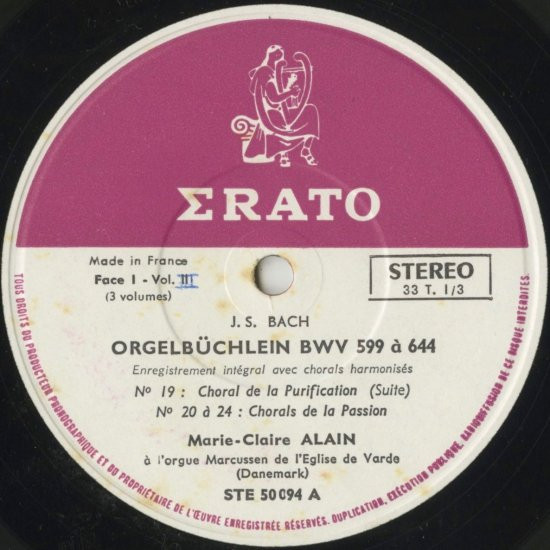 ΣRATO
Made in France
Face 1 - Vol. III
(3 volumes)
STEREO
33 T. 1/3
J. S. BACH
ORGELBÜCHLEIN BWV 599 à 644
Enregistrement intégral avec chorals harmonisés
Nº 19 : Choral de la Purification (Suite)
Nº 20 à 24 : Chorals de la Passion
Marie-Claire ALAIN
à l'orgue Marcussen de l'Eglise de Varde
(Danemark)
STE 50094 A
TOUS DROITS DU PRODUCTEUR PHONOGRAPHIQUE ET DU PROPRIÉTAIRE DE L'ŒUVRE ENREGISTRÉE RÉSERVÉS. DUPLICATION, EXÉCUTION PUBLIQUE, RADIODIFFUSION DE CE DISQUE INTERDITES.